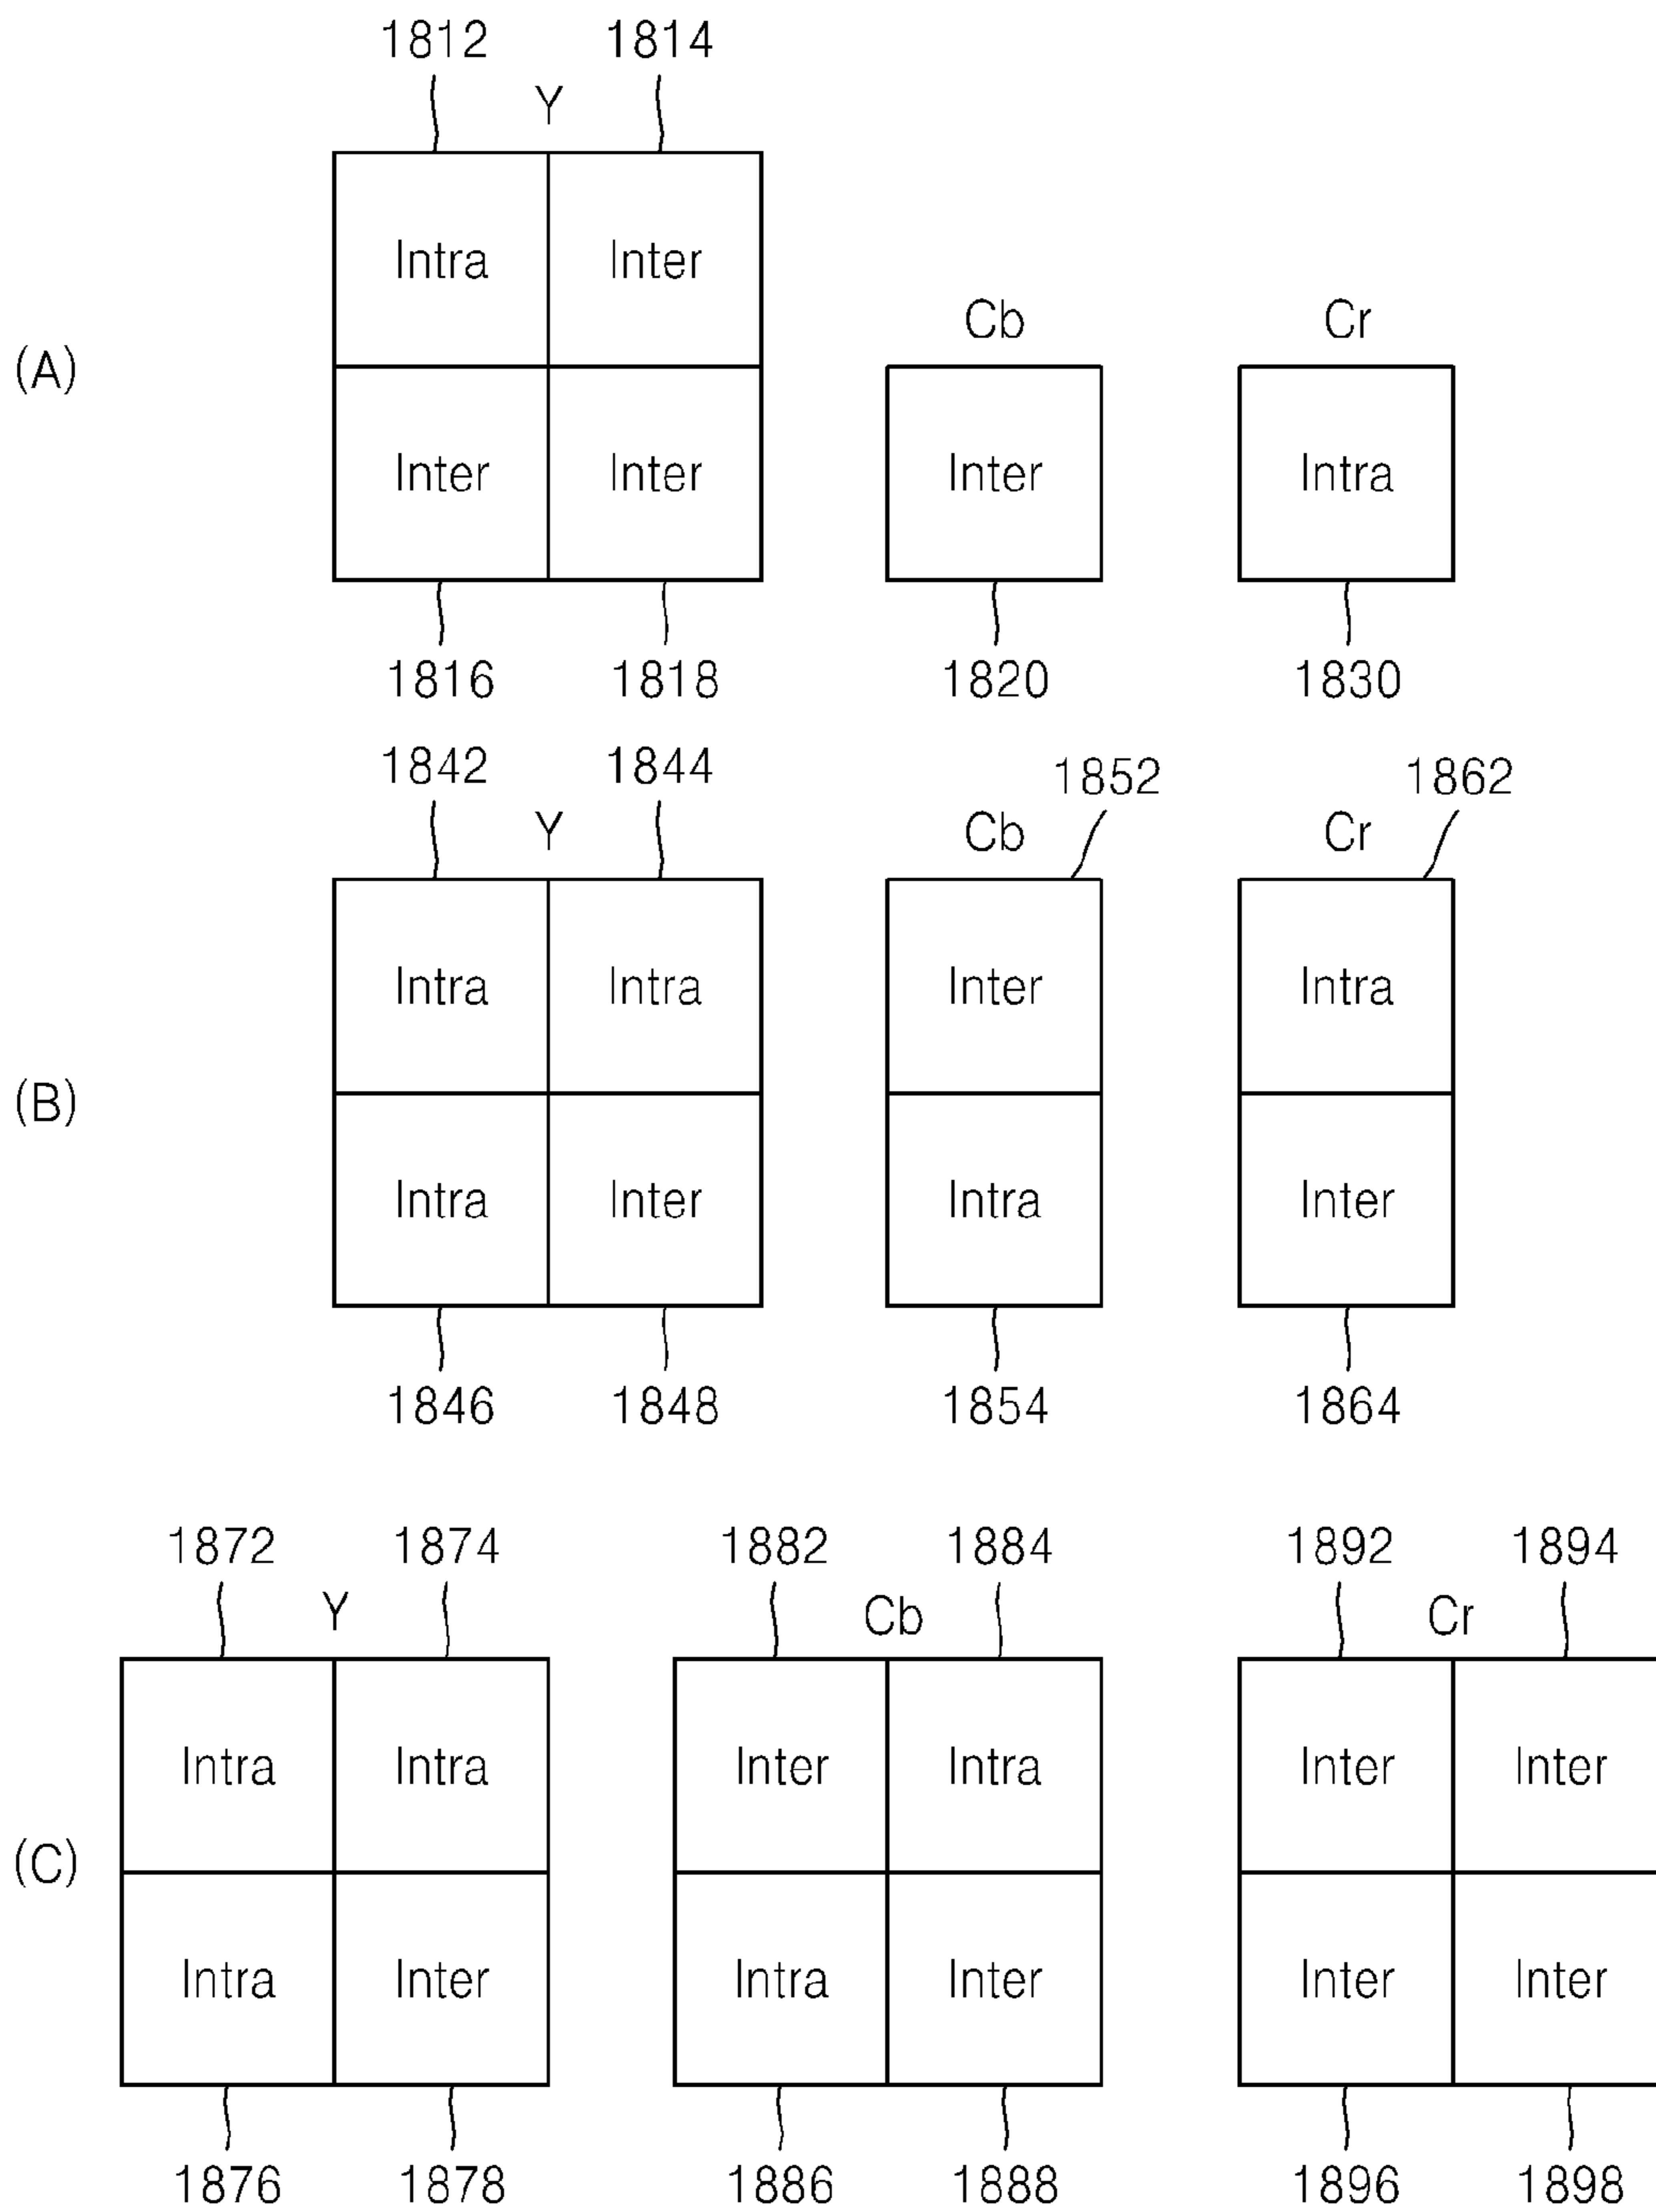 1812 1814
Y
Intra Inter
Cb Cr
(A)
Inter Inter Inter Intra
1816 1818 1820 1830
1842 1844 1852 1862
Y Cb Cr
Intra Intra Inter Intra
(B)
Intra Inter Intra Inter
1846 1848 1854 1864
1872 1874 1882 1884 1892 1894
Y Cb Cr
Intra Intra Inter Intra Inter Inter
(C)
Intra Inter Intra Inter Inter Inter
1876 1878 1886 1888 1896 1898